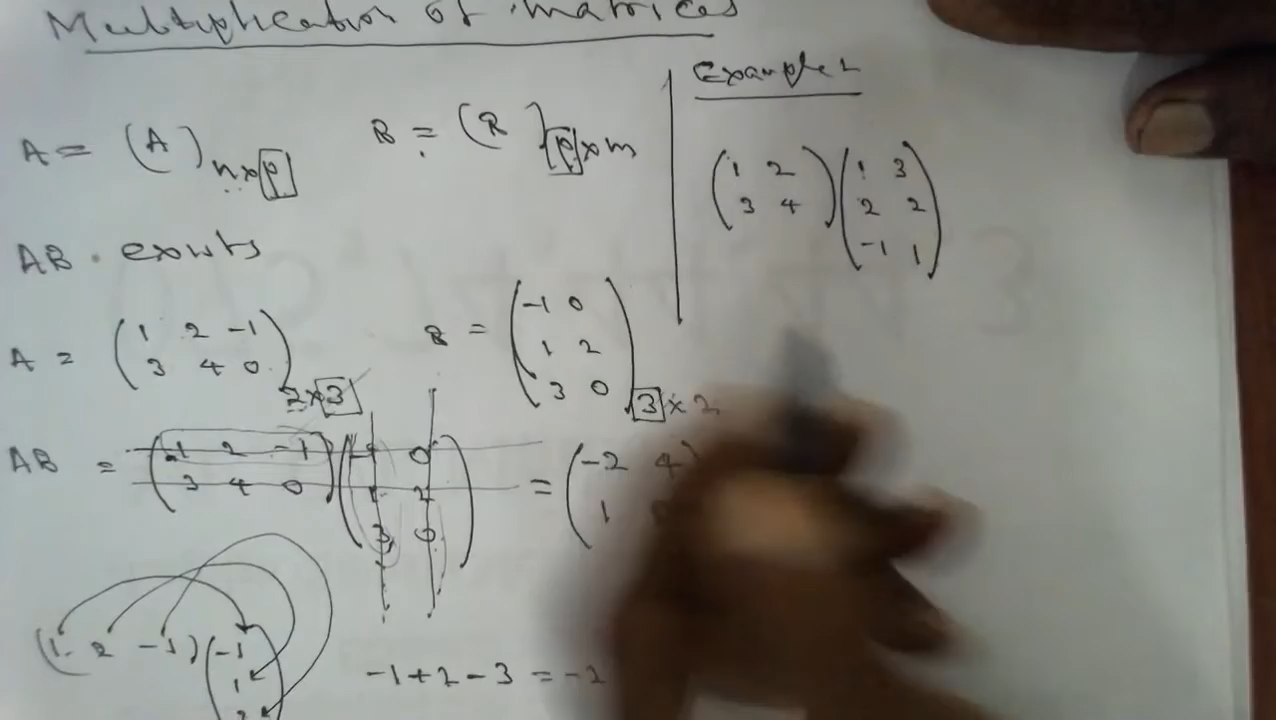 Multiplication of matrices
A = (A) n×p
B = (B) p×m
AB exists
A = ( 1 2 -1
3 4 0 ) 2×3
B = ( -1 0
1 2
3 0 ) 3×2
AB = ( 1 2 -1
3 4 0 ) ( -1 0
1 2
3 0 ) = ( -2 4
1
(1 2 -1) ( -1
1
-1+2-3 = -2
Example
( 1 2
3 4 ) ( 1 3
2 2
-1 1 )